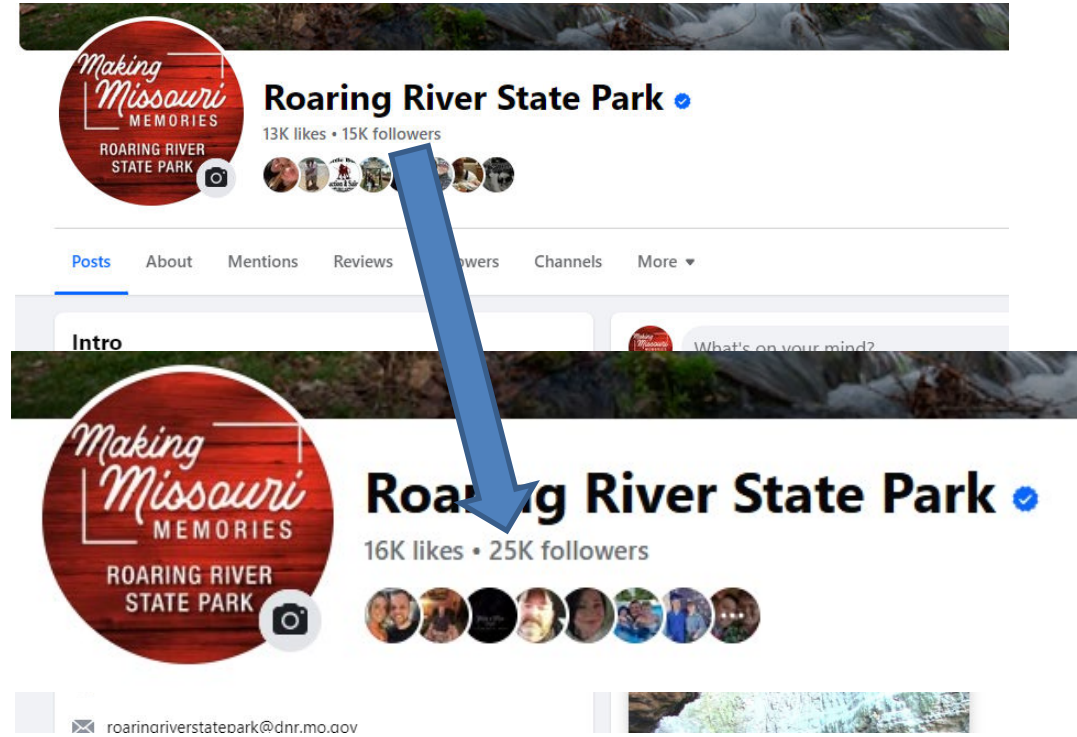 Making
Missouri
MEMORIES
ROARING RIVER
STATE PARK
Roaring River State Park
13K likes • 15K followers
Posts About Mentions Reviews Channels More
Intro
What's on your mind?
Making
Missouri
MEMORIES
ROARING RIVER
STATE PARK
River State Park
16K likes • 25K followers
roaringriverstatepark@dnr.mo.gov